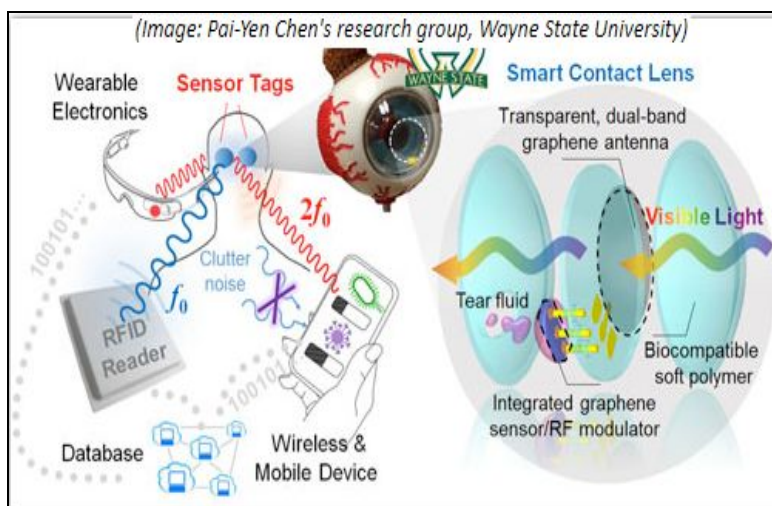 (Image: Pai-Yen Chen's research group, Wayne State University)
Wearable
Electronics
Sensor Tags
WAYNE STATE
Smart Contact Lens
Transparent, dual-band
graphene antenna
100101...
2f₀
Visible Light
f₀
Clutter
noise
Tear fluid
RFID
Reader
Biocompatible
soft polymer
100101...
Integrated graphene
sensor/RF modulator
Database
Wireless &
Mobile Device